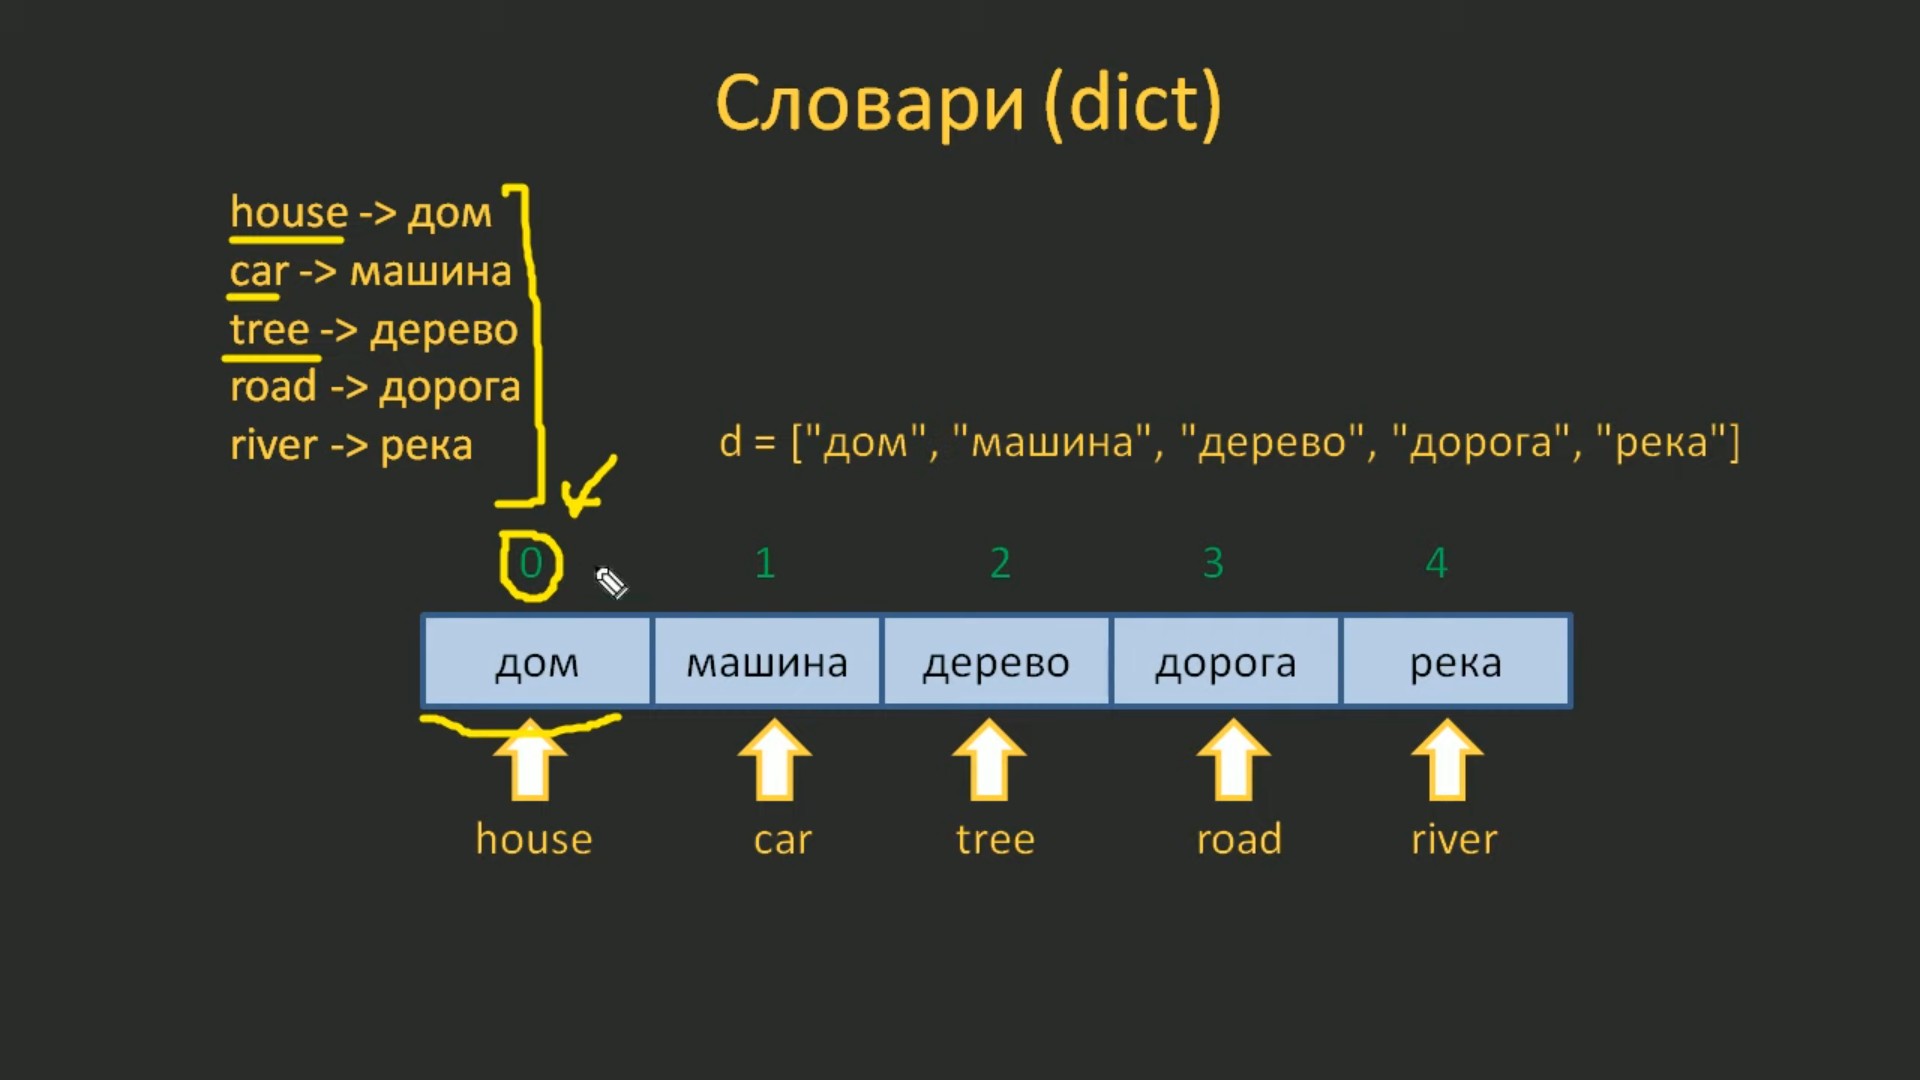 Словари (dict)
house -> дом
car -> машина
tree -> дерево
road -> дорога
river -> река
d = ["дом", "машина", "дерево", "дорога", "река"]
0 1 2 3 4
дом машина дерево дорога река
house car tree road river